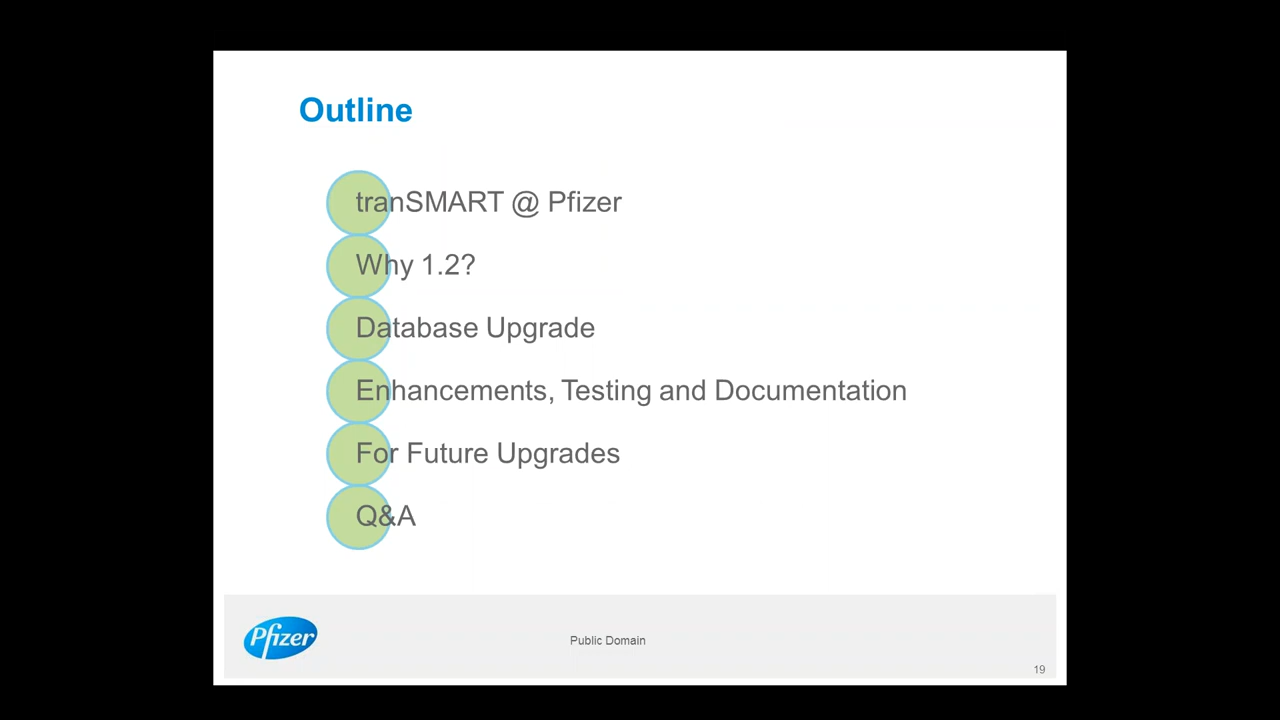 Outline
tranSMART @ Pfizer
Why 1.2?
Database Upgrade
Enhancements, Testing and Documentation
For Future Upgrades
Q&A
Pfizer
Public Domain
19